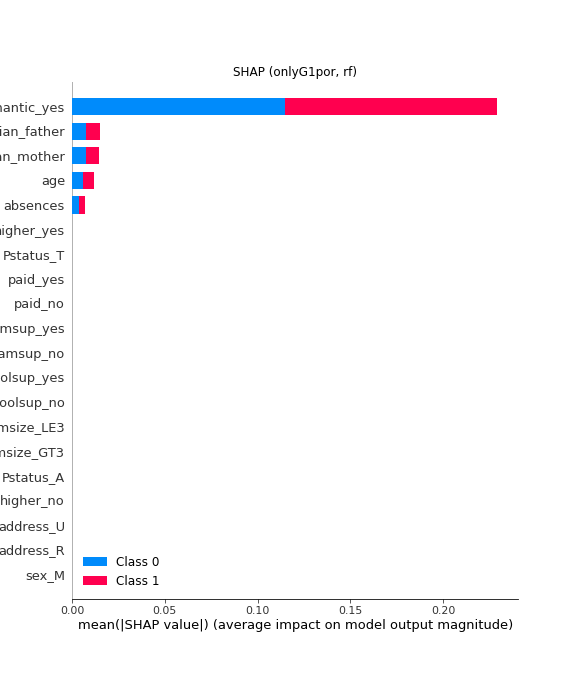 SHAP (onlyG1por, rf)
nantic_yes
ian_father
an_mother
age
absences
higher_yes
Pstatus_T
paid_yes
paid_no
msup_yes
amsup_no
olsup_yes
oolsup_no
msize_LE3
msize_GT3
Pstatus_A
higher_no
address_U
address_R
sex_M
Class 0
Class 1
0.00 0.05 0.10 0.15 0.20
mean(|SHAP value|) (average impact on model output magnitude)